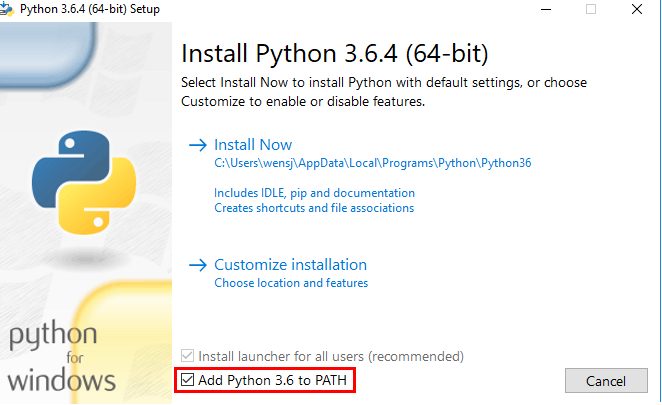 Python 3.6.4 (64-bit) Setup
Install Python 3.6.4 (64-bit)
Select Install Now to install Python with default settings, or choose
Customize to enable or disable features.
Install Now
C:\Users\wensj\AppData\Local\Programs\Python\Python36
Includes IDLE, pip and documentation
Creates shortcuts and file associations
Customize installation
Choose location and features
python
for
windows
Install launcher for all users (recommended)
Add Python 3.6 to PATH
Cancel